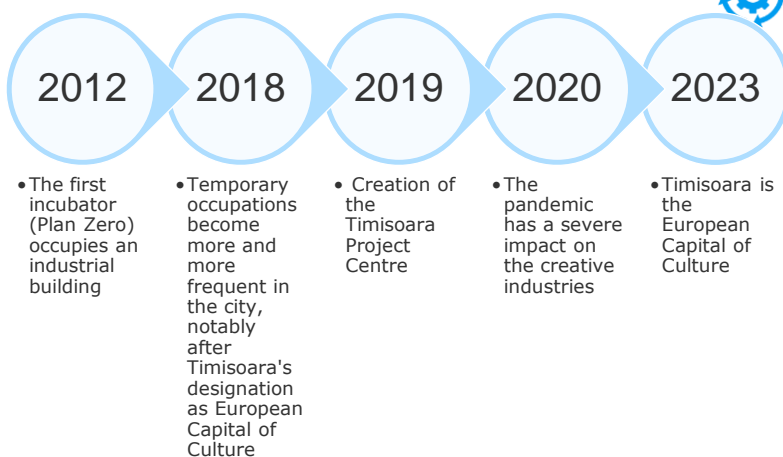 2012
2018
2019
2020
2023
•The first
incubator
(Plan Zero)
occupies an
industrial
building
•Temporary
occupations
become
more and
more
frequent in
the city,
notably
after
Timisoara's
designation
as European
Capital of
Culture
• Creation of
the
Timisoara
Project
Centre
•The
pandemic
has a severe
impact on
the creative
industries
•Timisoara is
the
European
Capital of
Culture